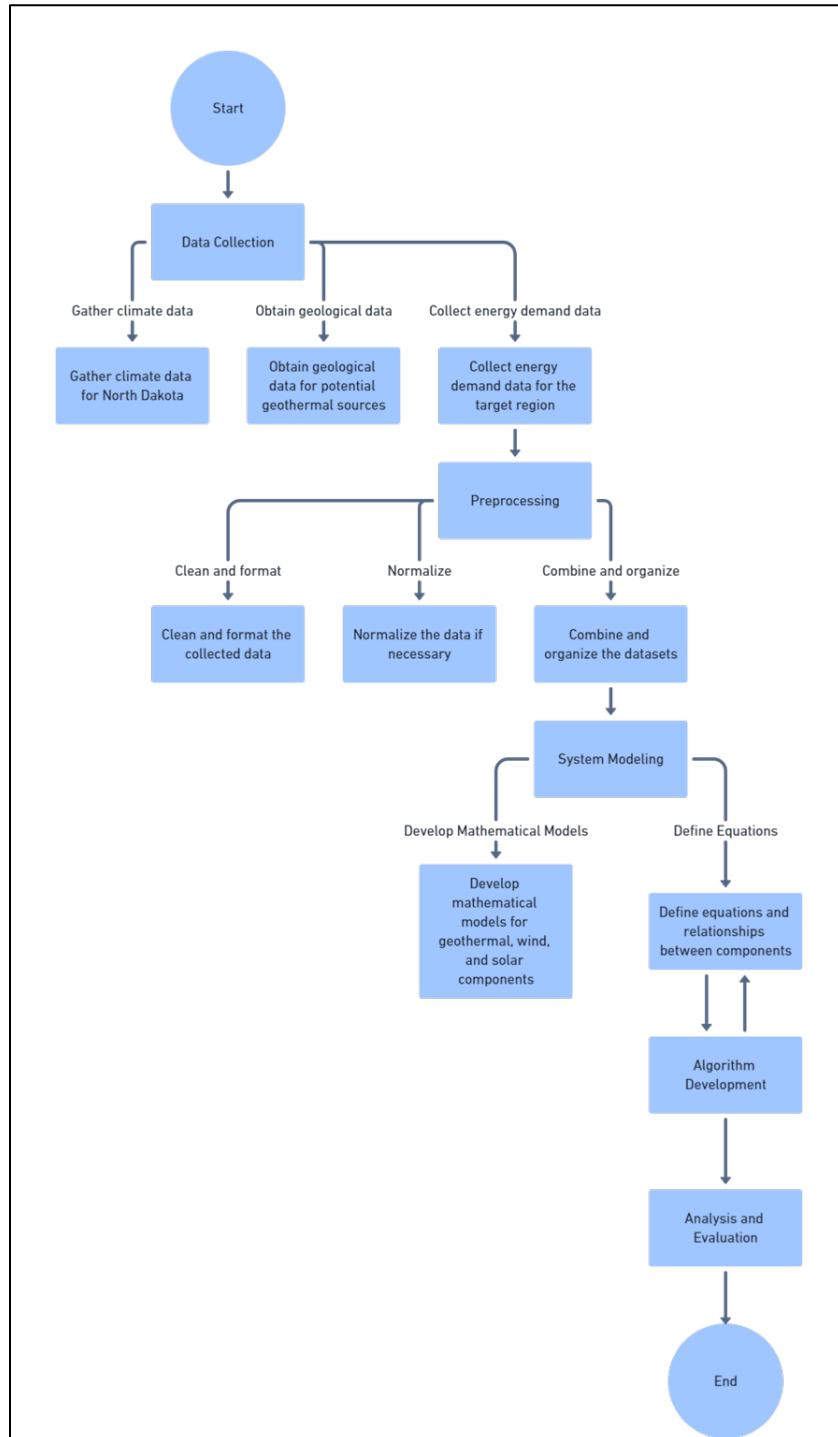 Start
Data Collection
Gather climate data
Obtain geological data
Collect energy demand data
Gather climate data
for North Dakota
Obtain geological
data for potential
geothermal sources
Collect energy
demand data for the
target region
Preprocessing
Clean and format
Normalize
Combine and organize
Clean and format the
collected data
Normalize the data if
necessary
Combine and
organize the datasets
System Modeling
Develop Mathematical Models
Define Equations
Develop
mathematical
models for
geothermal, wind,
and solar
components
Define equations and
relationships
between components
Algorithm
Development
Analysis and
Evaluation
End